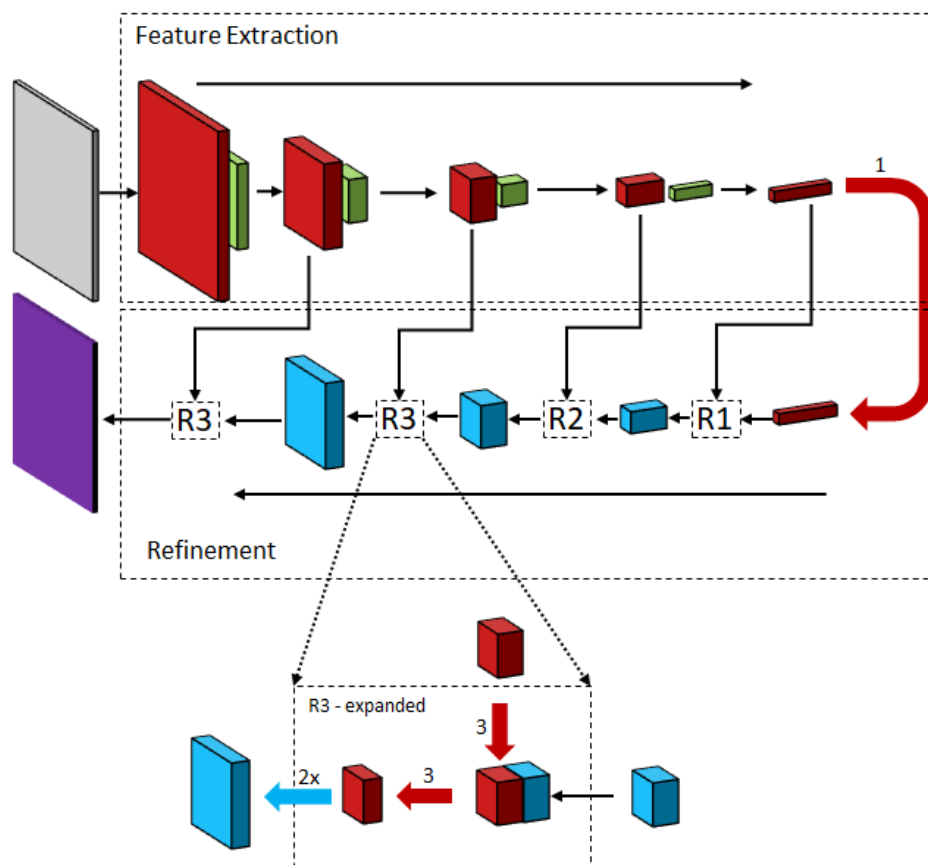 Feature Extraction
1
R3
R3
R2
R1
Refinement
R3 - expanded
3
2x
3